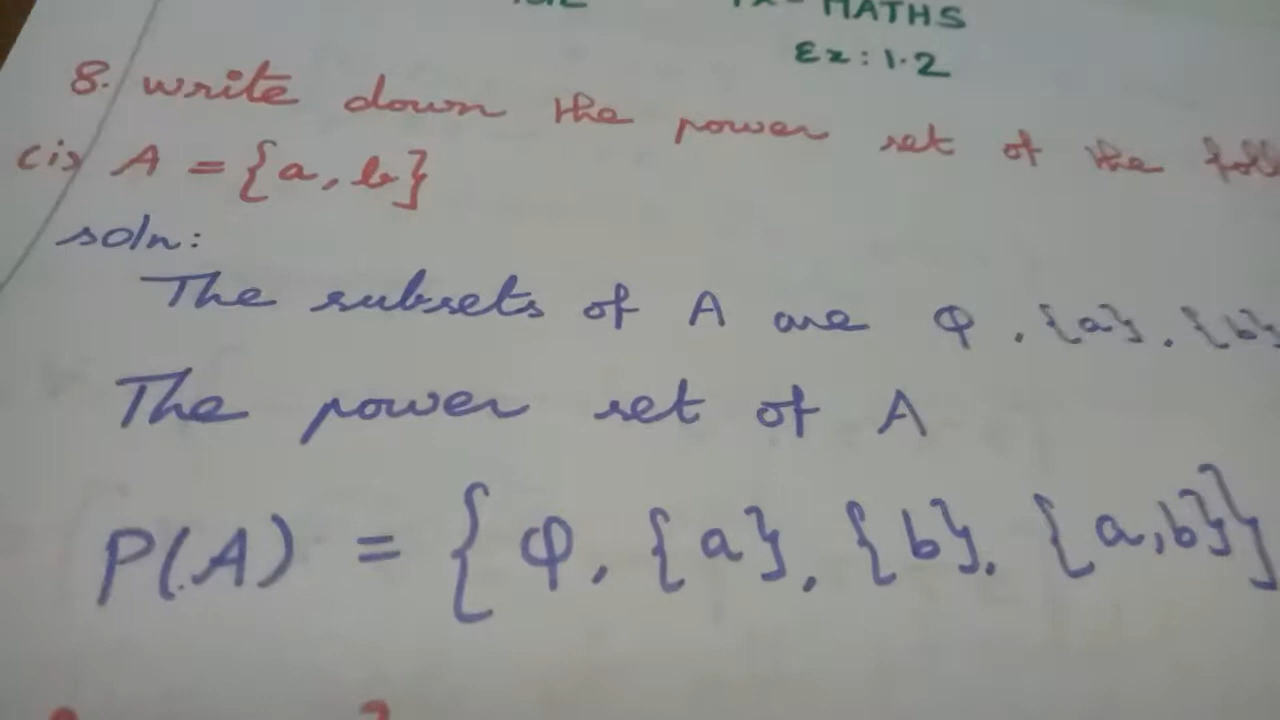 MATHS
Ex: 1.2
8. write down the power set of the
(i) A = {a, b}
soln:
The subsets of A are φ, {a}, {b}
The power set of A
P(A) = {φ, {a}, {b}, {a,b}}